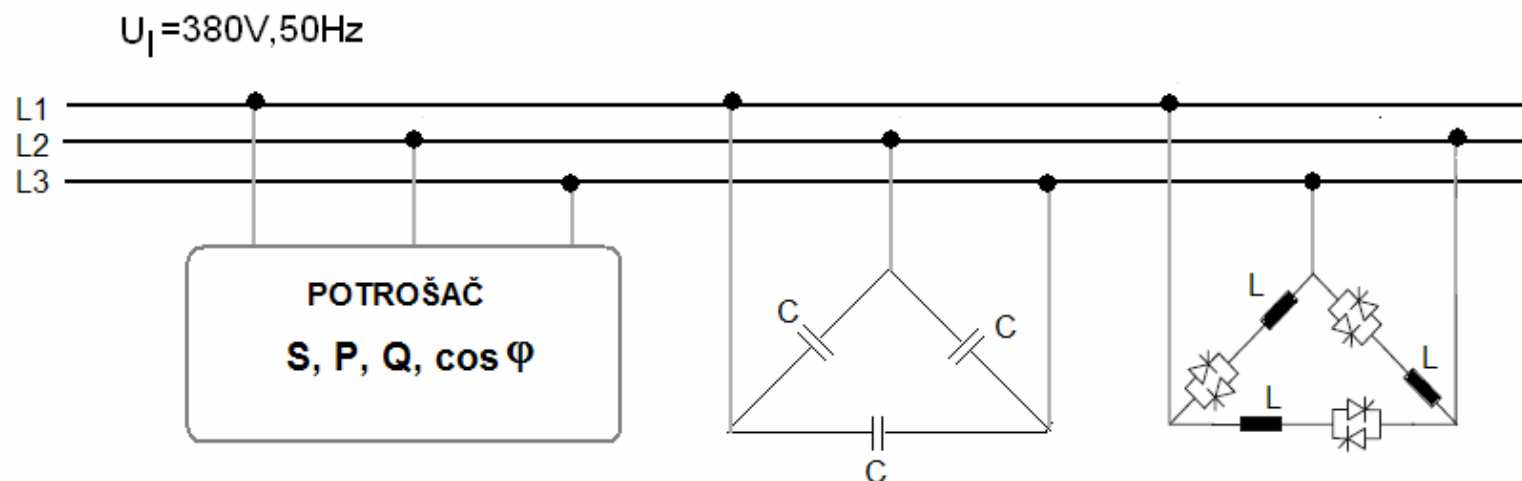 U_l=380V,50Hz
L1
L2
L3
POTROŠAČ
S, P, Q, cos φ
C
C
C
L
L
L